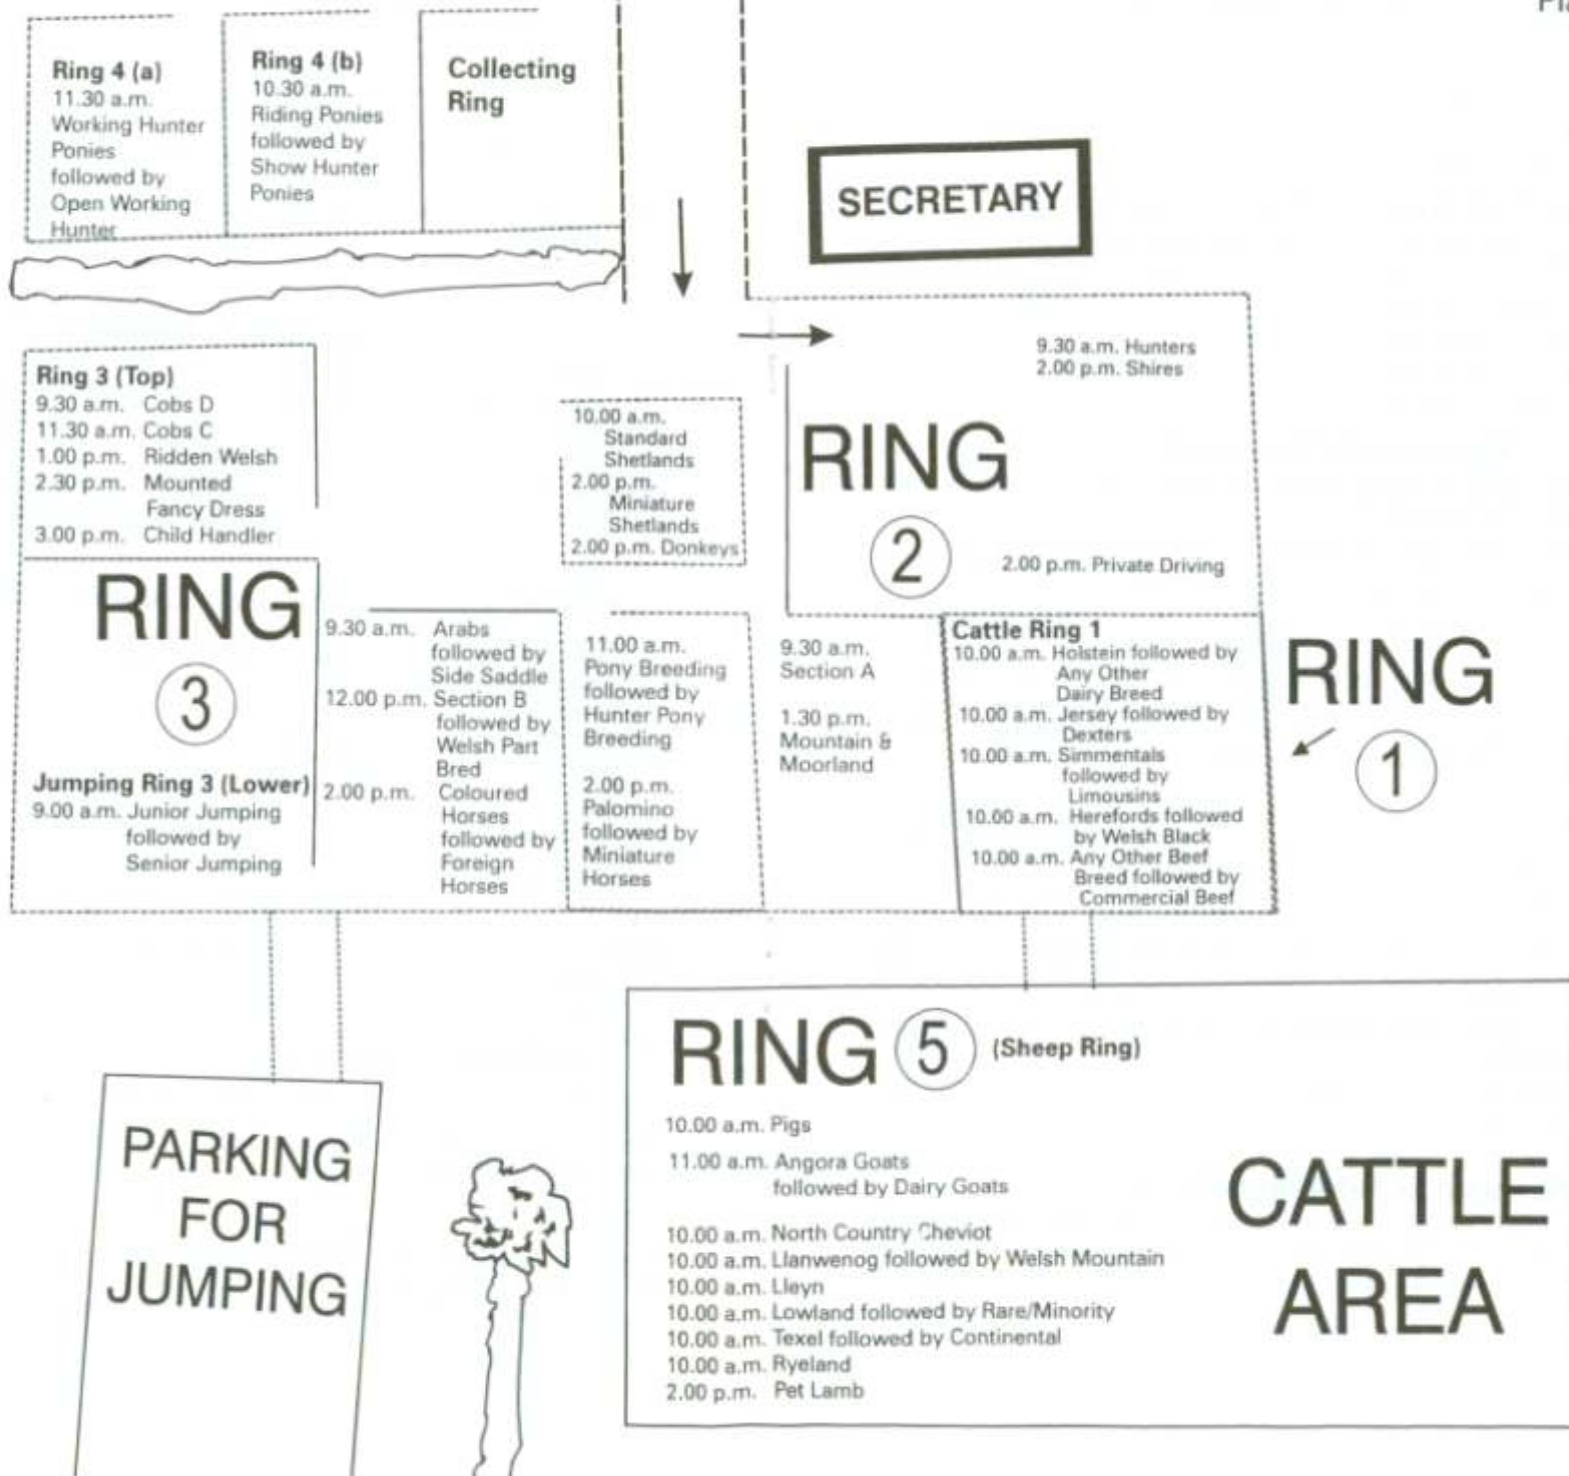 Ring 4 (a)
11.30 a.m.
Working Hunter
Ponies
followed by
Open Working
Hunter
Ring 4 (b)
10.30 a.m.
Riding Ponies
followed by
Show Hunter
Ponies
Collecting
Ring
SECRETARY
Ring 3 (Top)
9.30 a.m. Cobs D
11.30 a.m. Cobs C
1.00 p.m. Ridden Welsh
2.30 p.m. Mounted
Fancy Dress
3.00 p.m. Child Handler
RING
3
Jumping Ring 3 (Lower)
9.00 a.m. Junior Jumping
followed by
Senior Jumping
10.00 a.m.
Standard
Shetlands
2.00 p.m.
Miniature
Shetlands
2.00 p.m. Donkeys
9.30 a.m. Hunters
2.00 p.m. Shires
RING
2
2.00 p.m. Private Driving
9.30 a.m. Arabs
followed by
Side Saddle
12.00 p.m. Section B
followed by
Welsh Part
Bred
2.00 p.m. Coloured
Horses
followed by
Foreign
Horses
11.00 a.m.
Pony Breeding
followed by
Hunter Pony
Breeding
2.00 p.m.
Palomino
followed by
Miniature
Horses
9.30 a.m.
Section A
1.30 p.m.
Mountain &
Moorland
Cattle Ring 1
10.00 a.m. Holstein followed by
Any Other
Dairy Breed
10.00 a.m. Jersey followed by
Dexters
10.00 a.m. Simmentals
followed by
Limousins
10.00 a.m. Herefords followed
by Welsh Black
10.00 a.m. Any Other Beef
Breed followed by
Commercial Beef
RING
1
RING 5 (Sheep Ring)
10.00 a.m. Pigs
11.00 a.m. Angora Goats
followed by Dairy Goats
10.00 a.m. North Country Cheviot
10.00 a.m. Llanwenog followed by Welsh Mountain
10.00 a.m. Lleyn
10.00 a.m. Lowland followed by Rare/Minority
10.00 a.m. Texel followed by Continental
10.00 a.m. Ryeland
2.00 p.m. Pet Lamb
CATTLE
AREA
PARKING
FOR
JUMPING